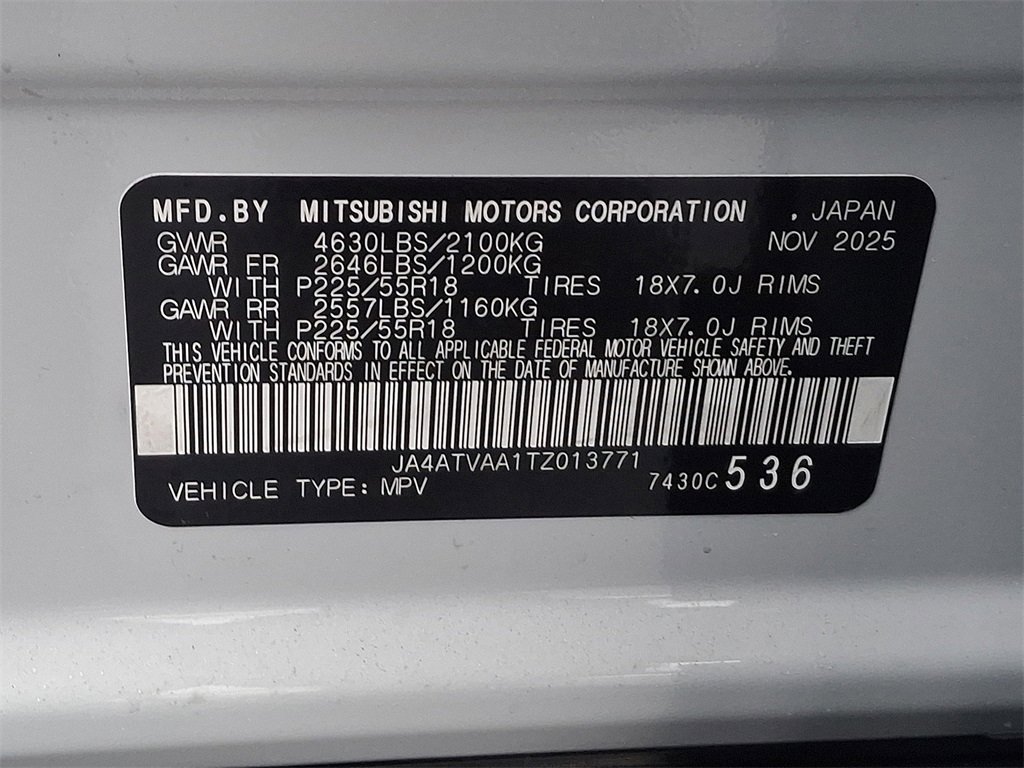 MFD.BY MITSUBISHI MOTORS CORPORATION , JAPAN
GVWR 4630LBS/2100KG NOV 2025
GAWR FR 2646LBS/1200KG
WITH P225/55R18 TIRES 18X7.0J RIMS
GAWR RR 2557LBS/1160KG
WITH P225/55R18 TIRES 18X7.0J RIMS
THIS VEHICLE CONFORMS TO ALL APPLICABLE FEDERAL MOTOR VEHICLE SAFETY AND THEFT
PREVENTION STANDARDS IN EFFECT ON THE DATE OF MANUFACTURE SHOWN ABOVE.
JA4ATVAA1TZ013771
VEHICLE TYPE: MPV 7430C 536